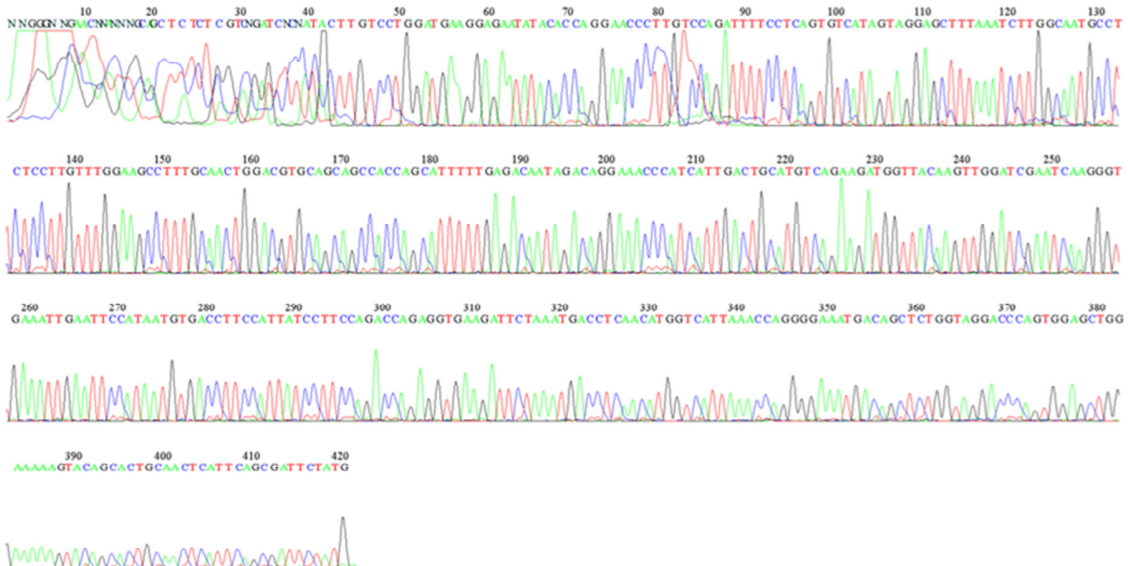 10 20 30 40 50 60 70 80 90 100 110 120 130
CTCTCTCGTCNGATCNCNATACTTGTCCTGGATGAAGGAGAATATACACCAGGAACCCTTGTCCAGATTTTCCTCAGTGTCATAGTAGGAGCTTTAAATCTTGGCAATGCCT
140 150 160 170 180 190 200 210 220 230 240 250
CTCCTTGTTTGGAAGCCTTTGCAACTGGACGTGCAGCAGCCACCAGCATTTTTGAGACAATAGACAGGAAACCCATCATTGACTGCATGTCAGAAGATGGTTACAAGTTGGATCGAATCAAGGGT
260 270 280 290 300 310 320 330 340 350 360 370 380
GAAATTGAATTCCATAATGTGACCTTCCATTATCCTTCCAGACCAGAGGTGAAGATTCTAAATGACCTCAACATGGTCATTAAACCAGGGGAAATGACAGCTCTGGTAGGACCCAGTGGAGCTGG
390 400 410 420
AAAAAGTACAGCACTGCAACTCATTCAGCGATTCTATG